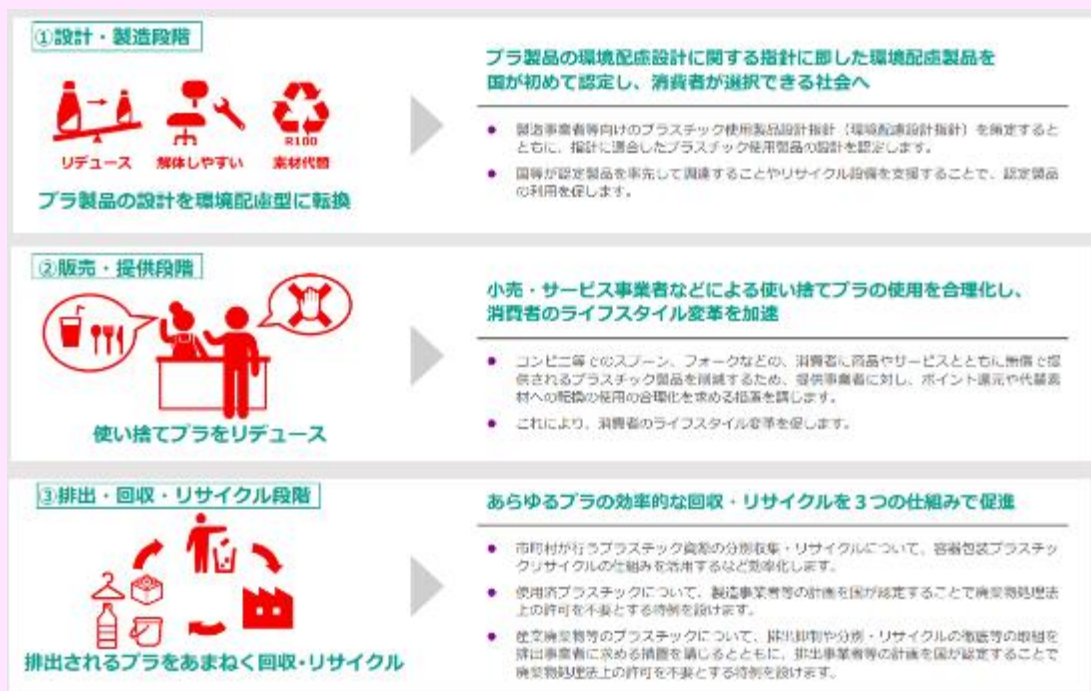 ①設計・製造段階
リデュース
解体しやすい
R100
素材代替
プラ製品の設計を環境配慮型に転換
プラ製品の環境配慮設計に関する指針に即した環境配慮製品を
国が初めて認定し、消費者が選択できる社会へ
● 製造事業者等向けのプラスチック使用製品設計指針（環境配慮設計指針）を策定すると
ともに、指針に適合したプラスチック使用製品の設計を認定します。
● 国等が認定製品を率先して調達することやリサイクル設備を支援することで、認定製品
の利用を促します。
②販売・提供段階
使い捨てプラをリデュース
小売・サービス事業者などによる使い捨てプラの使用を合理化し、
消費者のライフスタイル変革を加速
● コンビニ等でのスプーン、フォークなどの、消費者に商品やサービスとともに無償で提
供されるプラスチック製品を削減するため、提供事業者に対し、ポイント還元や代替素
材への転換の使用の合理化を求める措置を講じます。
● これにより、消費者のライフスタイル変革を促します。
③排出・回収・リサイクル段階
排出されるプラをあまねく回収・リサイクル
あらゆるプラの効率的な回収・リサイクルを３つの仕組みで促進
● 市町村が行うプラスチック資源の分別収集・リサイクルについて、容器包装プラスチッ
クリサイクルの仕組みを活用するなど効率化します。
● 使用済プラスチックについて、製造事業者等の計画を国が認定することで廃棄物処理法
上の許可を不要とする特例を設けます。
● 産業廃棄物等のプラスチックについて、排出抑制や分別・リサイクルの徹底等の取組を
排出事業者に求める措置を講じるとともに、排出事業者等の計画を国が認定することで
廃棄物処理法上の許可を不要とする特例を設けます。